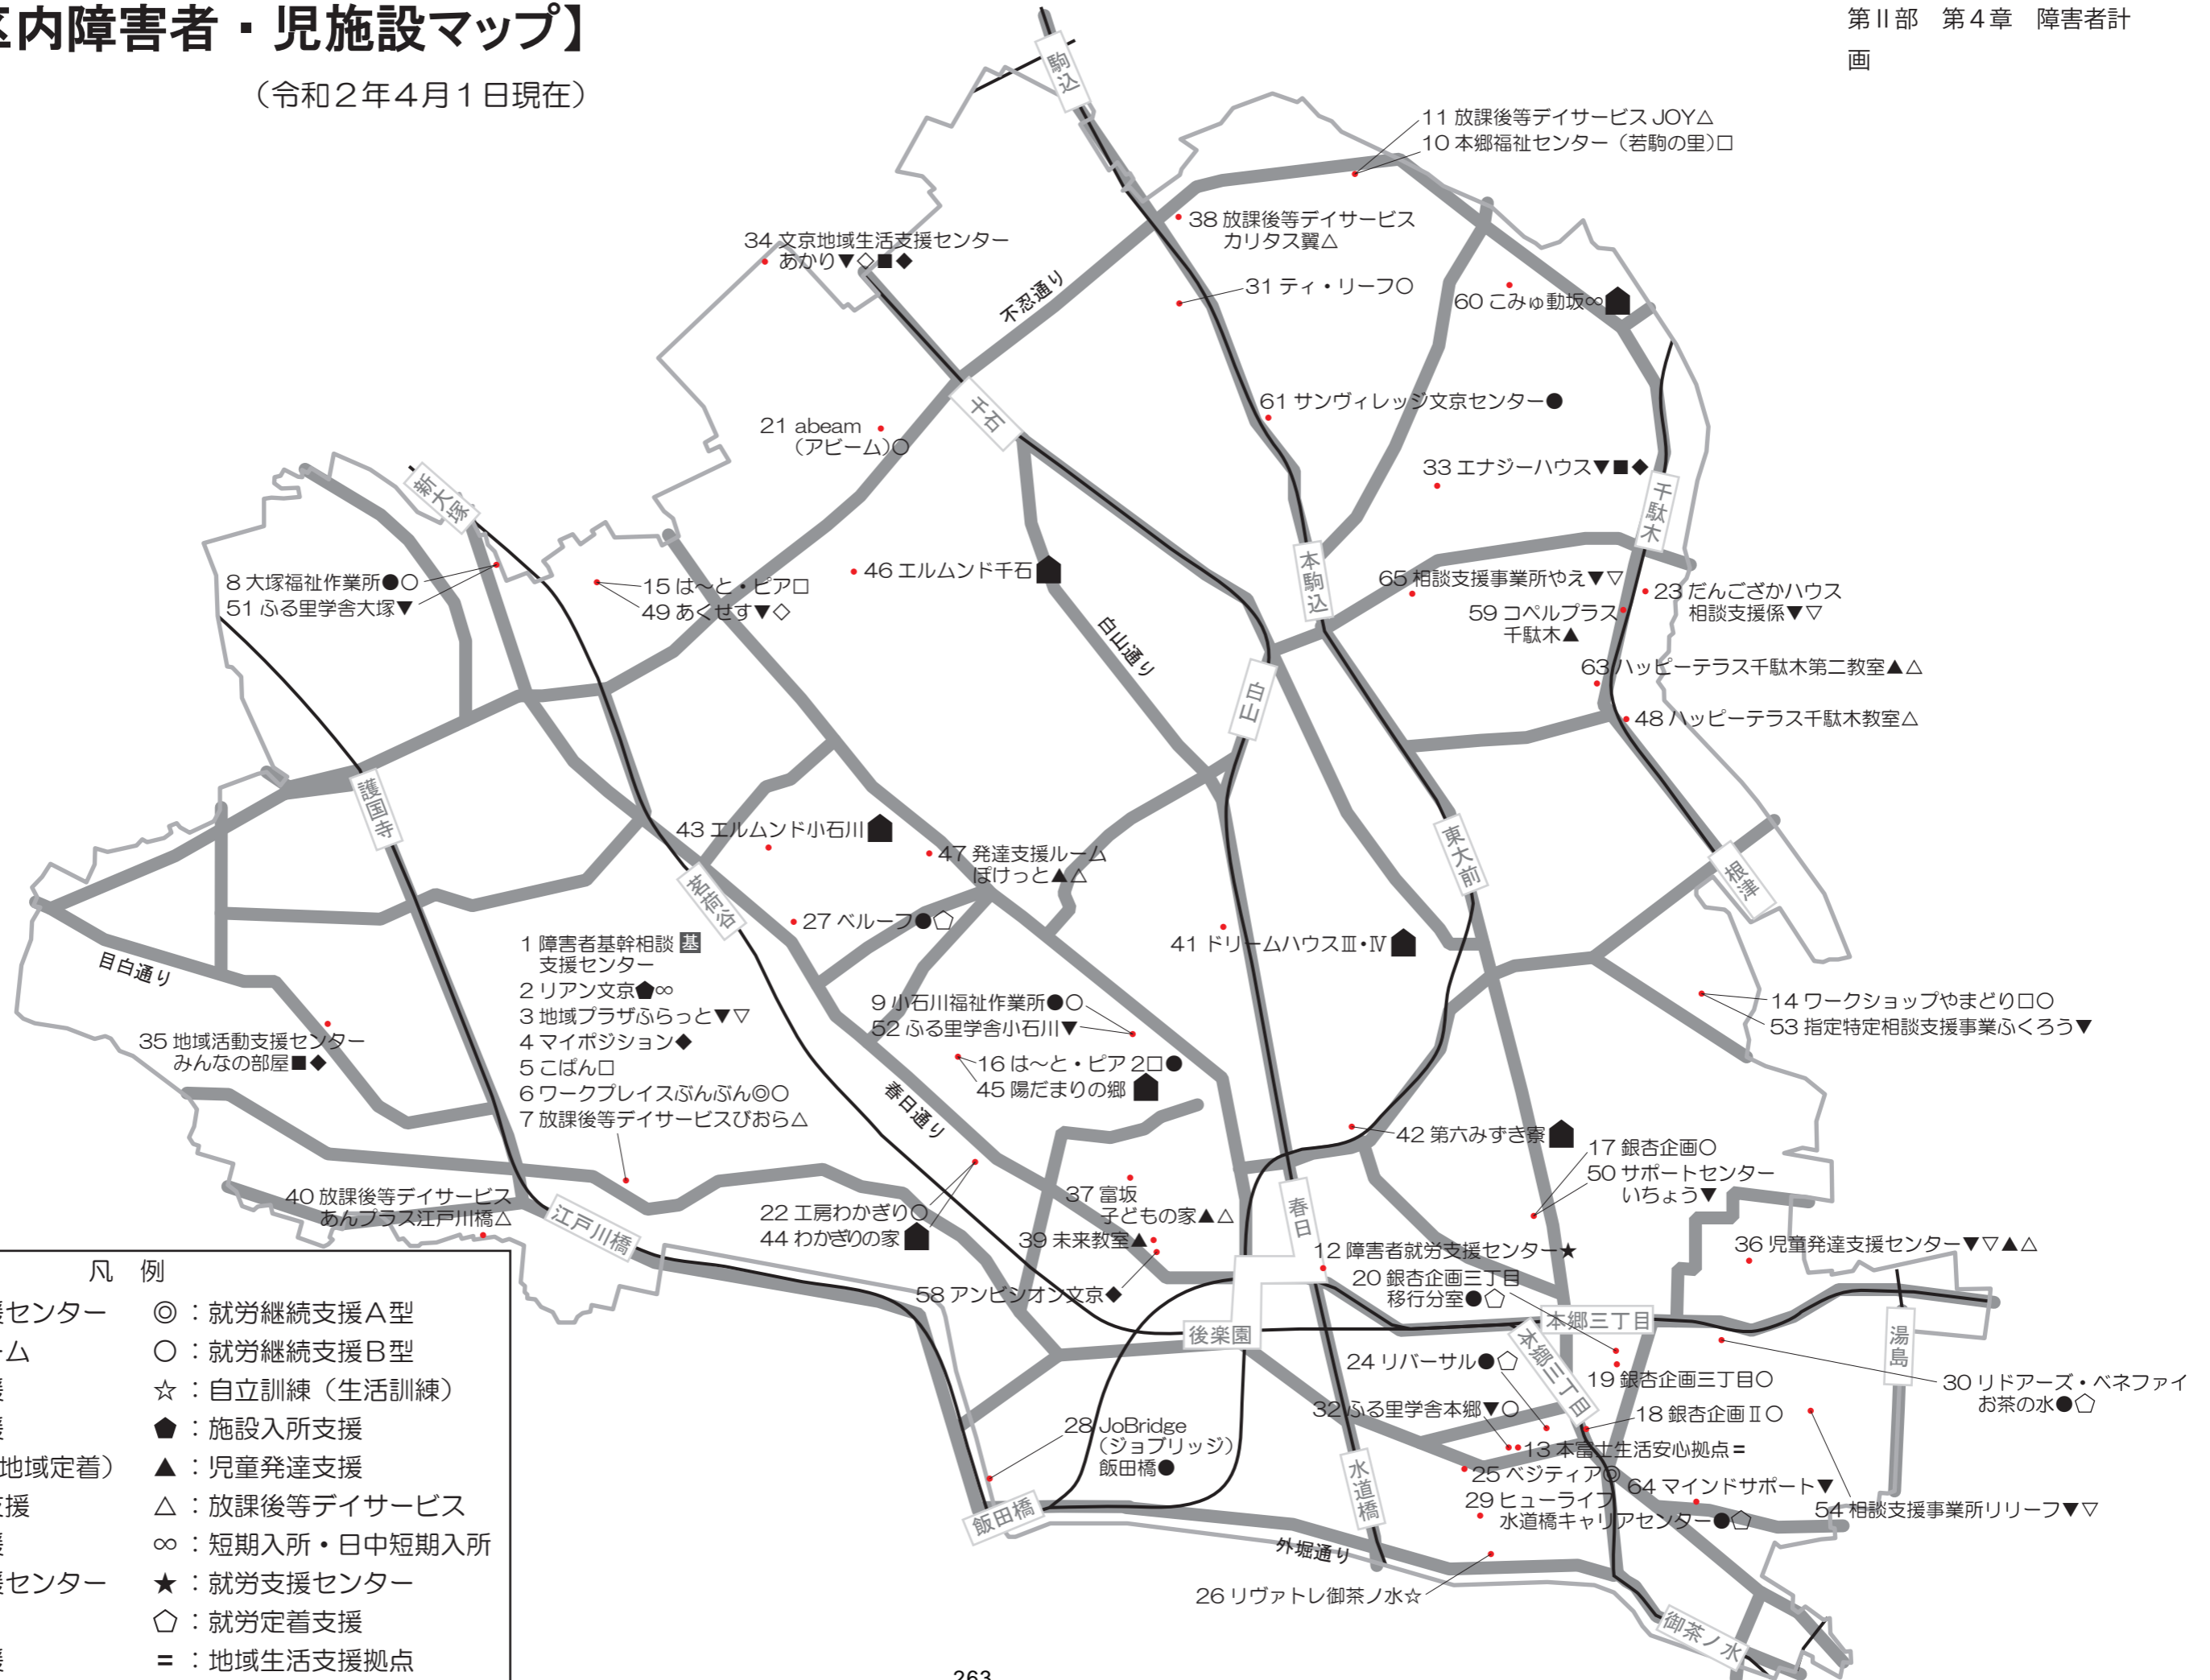 区内障害者・児施設マップ】
（令和２年４月１日現在）
第Ⅱ部　第４章　障害者計
画
駒込
11 放課後等デイサービス JOY△
10 本郷福祉センター（若駒の里）□
38 放課後等デイサービス
カリタス翼△
34 文京地域生活支援センター
あかり▼◇■◆
不忍通り
31 ティ・リーフ○
60 こみゅ動坂∞
61 サンヴィレッジ文京センター●
千石
21 abeam
（アビーム）○
33 エナジーハウス▼■◆
新大塚
千駄木
本駒込
8 大塚福祉作業所●○
51 ふる里学舎大塚▼
15 は～と・ピア□
49 あくせす▼◇
46 エルムンド千石
65 相談支援事業所やえ▼▽
23 だんござかハウス
相談支援係▼▽
59 コペルプラス
千駄木▲
白山通り
63 ハッピーテラス千駄木第二教室▲△
白山
48 ハッピーテラス千駄木教室△
護国寺
43 エルムンド小石川
47 発達支援ルーム
ぽけっと▲△
東大前
根津
茗荷谷
27 ベルーフ●⬠
41 ドリームハウスⅢ・Ⅳ
1 障害者基幹相談 基
支援センター
2 リアン文京⬟∞
3 地域プラザふらっと▼▽
4 マイポジション◆
5 こぱん□
6 ワークプレイスぶんぶん◎○
7 放課後等デイサービスびおら△
目白通り
35 地域活動支援センター
みんなの部屋■◆
9 小石川福祉作業所●○
52 ふる里学舎小石川▼
14 ワークショップやまどり□○
53 指定特定相談支援事業ふくろう▼
16 は～と・ピア 2□●
45 陽だまりの郷
春日通り
42 第六みずき寮
17 銀杏企画○
50 サポートセンター
いちょう▼
40 放課後等デイサービス
あんプラス江戸川橋△
江戸川橋
22 工房わかぎり○
44 わかぎりの家
37 富坂
子どもの家▲△
39 未来教室▲
春日
12 障害者就労支援センター★
36 児童発達支援センター▼▽▲△
58 アンビシオン文京◆
20 銀杏企画三丁目
移行分室●⬠
後楽園
本郷三丁目
本郷三丁目
湯島
24 リバーサル●⬠
19 銀杏企画三丁目○
30 リドアーズ・ベネファイ
お茶の水●⬠
32 ふる里学舎本郷▼○
18 銀杏企画Ⅱ○
13 本富士生活安心拠点＝
28 JoBridge
（ジョブリッジ）
飯田橋●
水道橋
25 ベジティア◎
64 マインドサポート▼
29 ヒューライフ
水道橋キャリアセンター●⬠
54 相談支援事業所リリーフ▼▽
飯田橋
外堀通り
26 リヴァトレ御茶ノ水☆
御茶ノ水
凡　例
援センター　◎：就労継続支援Ａ型
ーム　○：就労継続支援Ｂ型
援　☆：自立訓練（生活訓練）
援　⬟：施設入所支援
地域定着）　▲：児童発達支援
支援　△：放課後等デイサービス
援　∞：短期入所・日中短期入所
援センター　★：就労支援センター
⬠：就労定着支援
援　＝：地域生活支援拠点
263